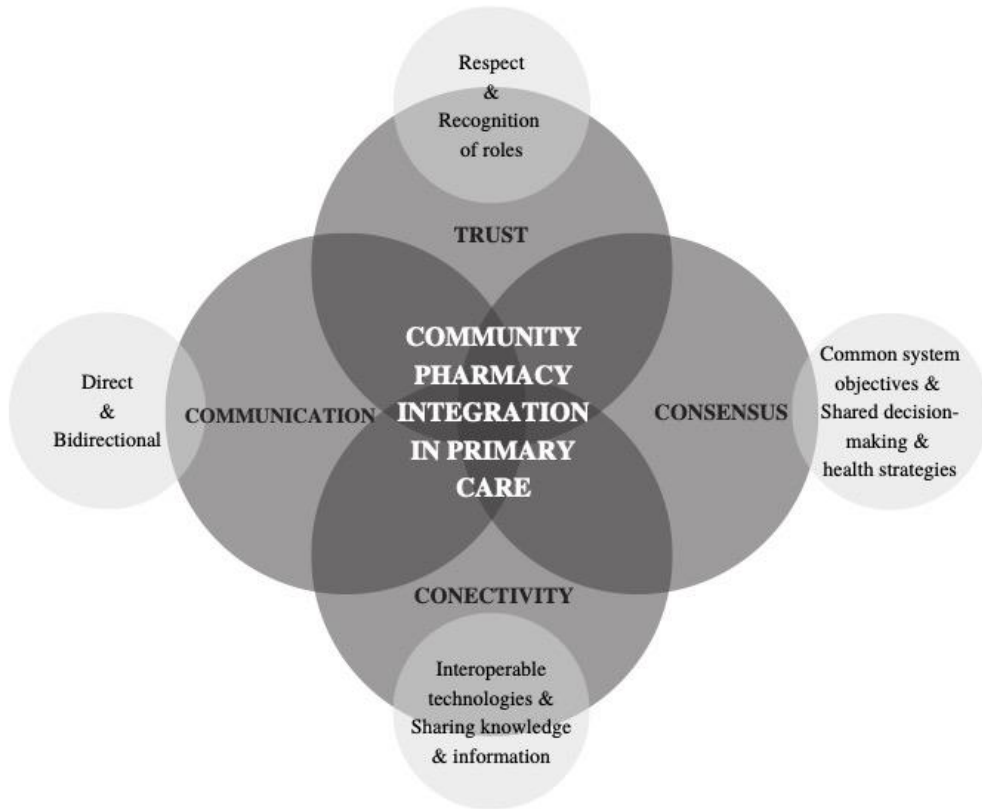 Respect
&
Recognition
of roles
TRUST
COMMUNITY
PHARMACY
INTEGRATION
IN PRIMARY
CARE
Direct
&
Bidirectional
COMMUNICATION
CONSENSUS
Common system
objectives &
Shared decision-
making &
health strategies
CONECTIVITY
Interoperable
technologies &
Sharing knowledge
& information